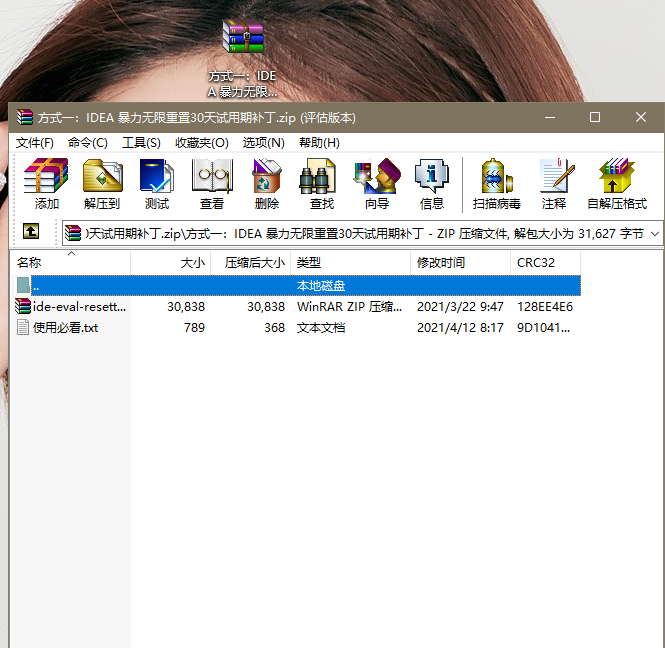 方式一：IDE
A 暴力无限...
方式一：IDEA 暴力无限重置30天试用期补丁.zip (评估版本)
文件(F) 命令(C) 工具(S) 收藏夹(O) 选项(N) 帮助(H)
添加 解压到 测试 查看 删除 查找 向导 信息 扫描病毒 注释 自解压格式
天试用期补丁.zip\方式一：IDEA 暴力无限重置30天试用期补丁 - ZIP 压缩文件, 解包大小为 31,627 字节
名称 大小 压缩后大小 类型 修改时间 CRC32
.. 本地磁盘
ide-eval-resett... 30,838 30,838 WinRAR ZIP 压缩... 2021/3/22 9:47 128EE4E6
使用必看.txt 789 368 文本文档 2021/4/12 8:17 9D1041...